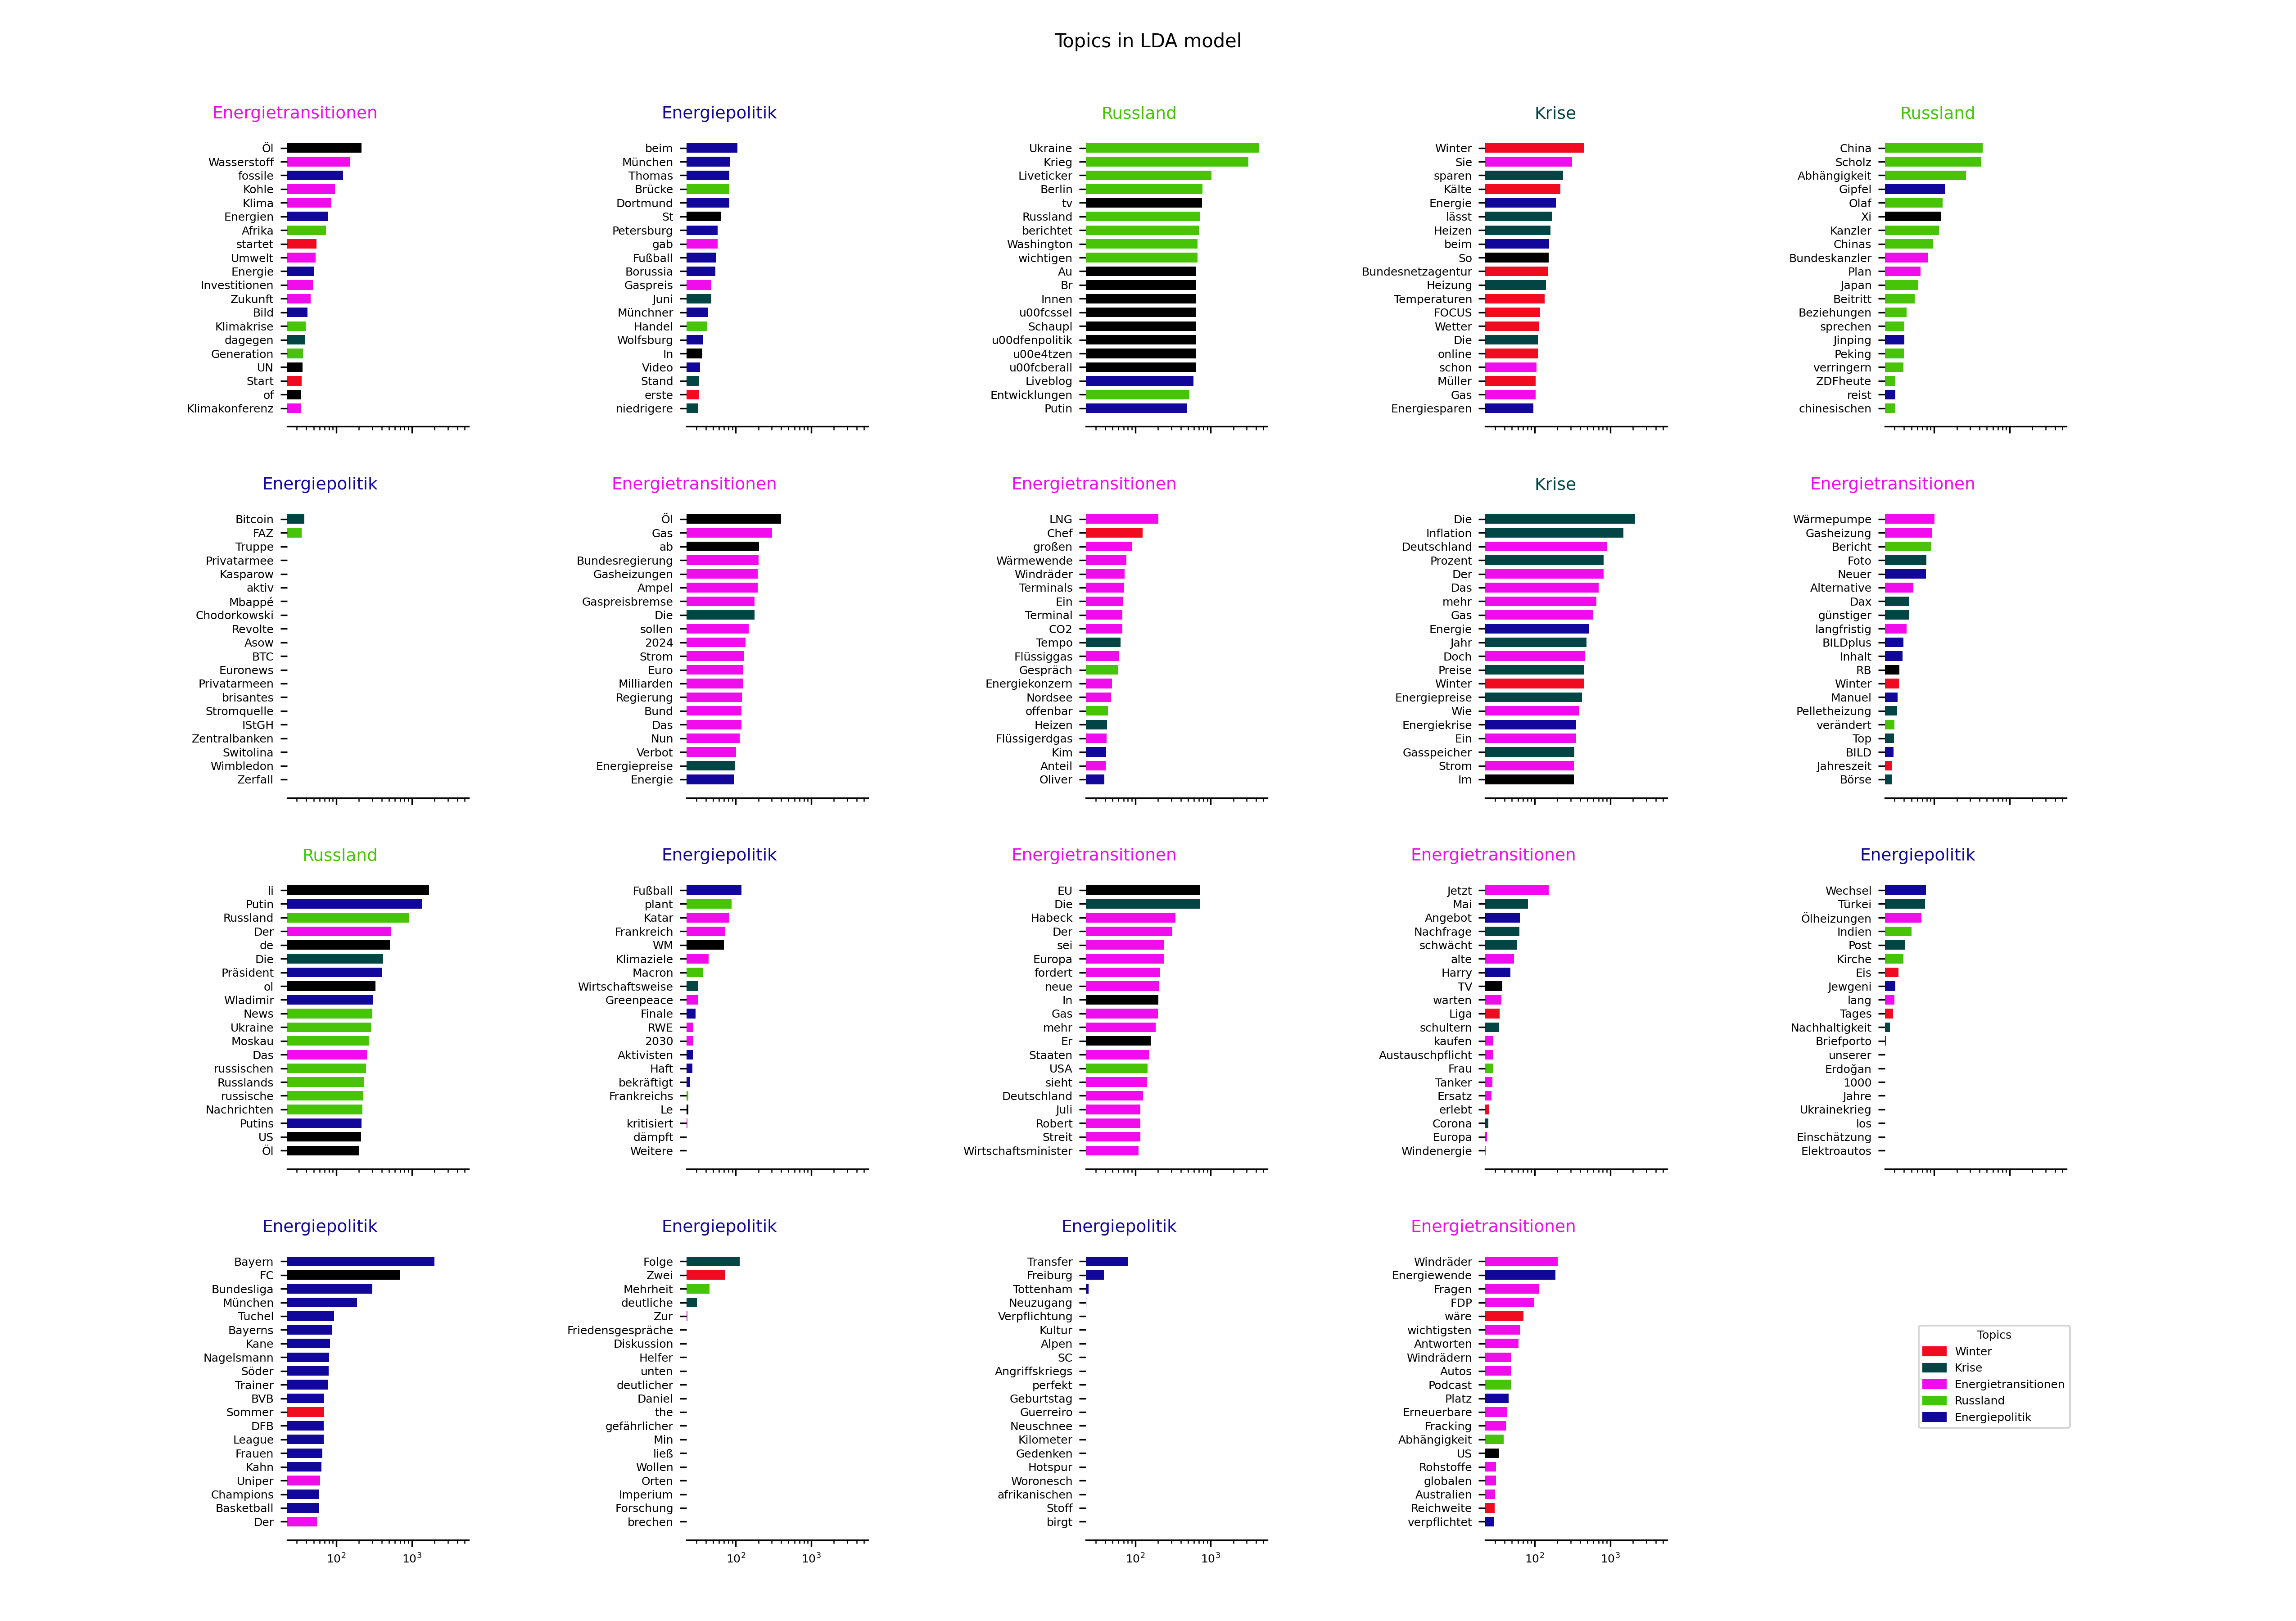 Topics in LDA model
Energietransitionen
Öl
Wasserstoff
fossile
Kohle
Klima
Energien
Afrika
startet
Umwelt
Energie
Investitionen
Zukunft
Bild
Klimakrise
dagegen
Generation
UN
Start
of
Klimakonferenz
Energiepolitik
beim
München
Thomas
Brücke
Dortmund
St
Petersburg
gab
Fußball
Borussia
Gaspreis
Juni
Münchner
Handel
Wolfsburg
In
Video
Stand
erste
niedrigere
Russland
Ukraine
Krieg
Liveticker
Berlin
tv
Russland
berichtet
Washington
wichtigen
Au
Br
Innen
u00fcssel
Schaupl
u00dfenpolitik
u00e4tzen
u00fcberall
Liveblog
Entwicklungen
Putin
Krise
Winter
Sie
sparen
Kälte
Energie
lässt
Heizen
beim
So
Bundesnetzagentur
Heizung
Temperaturen
FOCUS
Wetter
Die
online
schon
Müller
Gas
Energiesparen
Russland
China
Scholz
Abhängigkeit
Gipfel
Olaf
Xi
Kanzler
Chinas
Bundeskanzler
Plan
Japan
Beitritt
Beziehungen
sprechen
Jinping
Peking
verringern
ZDFheute
reist
chinesischen
Energiepolitik
Bitcoin
FAZ
Truppe
Privatarmee
Kasparow
aktiv
Mbappé
Chodorkowski
Revolte
Asow
BTC
Euronews
Privatarmeen
brisantes
Stromquelle
IStGH
Zentralbanken
Switolina
Wimbledon
Zerfall
Energietransitionen
Öl
Gas
ab
Bundesregierung
Gasheizungen
Ampel
Gaspreisbremse
Die
sollen
2024
Strom
Euro
Milliarden
Regierung
Bund
Das
Nun
Verbot
Energiepreise
Energie
Energietransitionen
LNG
Chef
großen
Wärmewende
Windräder
Terminals
Ein
Terminal
CO2
Tempo
Flüssiggas
Gespräch
Energiekonzern
Nordsee
offenbar
Heizen
Flüssigerdgas
Kim
Anteil
Oliver
Krise
Die
Inflation
Deutschland
Prozent
Der
Das
mehr
Gas
Energie
Jahr
Doch
Preise
Winter
Energiepreise
Wie
Energiekrise
Ein
Gasspeicher
Strom
Im
Energietransitionen
Wärmepumpe
Gasheizung
Bericht
Foto
Neuer
Alternative
Dax
günstiger
langfristig
BILDplus
Inhalt
RB
Winter
Manuel
Pelletheizung
verändert
Top
BILD
Jahreszeit
Börse
Russland
li
Putin
Russland
Der
de
Die
Präsident
ol
Wladimir
News
Ukraine
Moskau
Das
russischen
Russlands
russische
Nachrichten
Putins
US
Öl
Energiepolitik
Fußball
plant
Katar
Frankreich
WM
Klimaziele
Macron
Wirtschaftsweise
Greenpeace
Finale
RWE
2030
Aktivisten
Haft
bekräftigt
Frankreichs
Le
kritisiert
dämpft
Weitere
Energietransitionen
EU
Die
Habeck
Der
sei
Europa
fordert
neue
In
Gas
mehr
Er
Staaten
USA
sieht
Deutschland
Juli
Robert
Streit
Wirtschaftsminister
Energietransitionen
Jetzt
Mai
Angebot
Nachfrage
schwächt
alte
Harry
TV
warten
Liga
schultern
kaufen
Austauschpflicht
Frau
Tanker
Ersatz
erlebt
Corona
Europa
Windenergie
Energiepolitik
Wechsel
Türkei
Ölheizungen
Indien
Post
Kirche
Eis
Jewgeni
lang
Tages
Nachhaltigkeit
Briefporto
unserer
Erdoğan
1000
Jahre
Ukrainekrieg
los
Einschätzung
Elektroautos
Energiepolitik
Bayern
FC
Bundesliga
München
Tuchel
Bayerns
Kane
Nagelsmann
Söder
Trainer
BVB
Sommer
DFB
League
Frauen
Kahn
Uniper
Champions
Basketball
Der
10² 10³
Energiepolitik
Folge
Zwei
Mehrheit
deutliche
Zur
Friedensgespräche
Diskussion
Helfer
unten
deutlicher
Daniel
the
gefährlicher
Min
ließ
Wollen
Orten
Imperium
Forschung
brechen
10² 10³
Energiepolitik
Transfer
Freiburg
Tottenham
Neuzugang
Verpflichtung
Kultur
Alpen
SC
Angriffskriegs
perfekt
Geburtstag
Guerreiro
Neuschnee
Kilometer
Gedenken
Hotspur
Woronesch
afrikanischen
Stoff
birgt
10² 10³
Energietransitionen
Windräder
Energiewende
Fragen
FDP
wäre
wichtigsten
Antworten
Windrädern
Autos
Podcast
Platz
Erneuerbare
Fracking
Abhängigkeit
US
Rohstoffe
globalen
Australien
Reichweite
verpflichtet
10² 10³
Topics
Winter
Krise
Energietransitionen
Russland
Energiepolitik